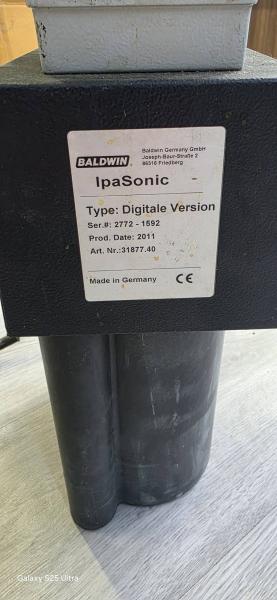 BALDWIN
Baldwin Germany GmbH
Joseph-Baur-Straße 2
86316 Friedberg
IpaSonic -
Type: Digitale Version
Ser.#: 2772 - 1592
Prod. Date: 2011
Art. Nr.:31877.40
Made in Germany CE
Galaxy S25 Ultra